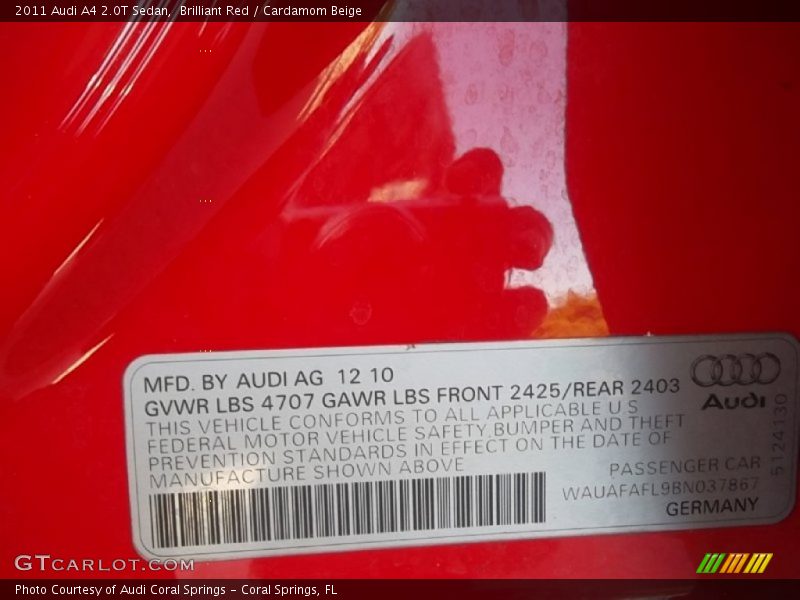 2011 Audi A4 2.0T Sedan, Brilliant Red / Cardamom Beige
MFD. BY AUDI AG 12 10
GVWR LBS 4707 GAWR LBS FRONT 2425/REAR 2403
THIS VEHICLE CONFORMS TO ALL APPLICABLE U S
FEDERAL MOTOR VEHICLE SAFETY, BUMPER AND THEFT
PREVENTION STANDARDS IN EFFECT ON THE DATE OF
MANUFACTURE SHOWN ABOVE
Audi
5124130
PASSENGER CAR
WAUAFAFL9BN037867
GERMANY
GTCARLOT.COM
Photo Courtesy of Audi Coral Springs - Coral Springs, FL